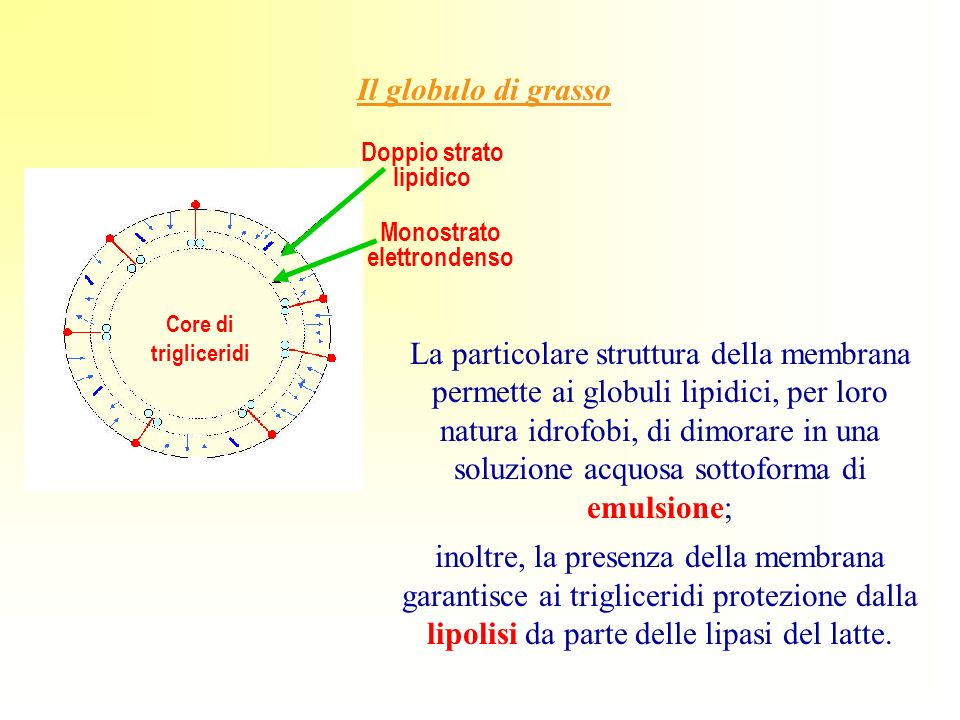 Il globulo di grasso
Doppio strato
lipidico
Monostrato
elettrondenso
Core di
trigliceridi
La particolare struttura della membrana
permette ai globuli lipidici, per loro
natura idrofobi, di dimorare in una
soluzione acquosa sottoforma di
emulsione;
inoltre, la presenza della membrana
garantisce ai trigliceridi protezione dalla
lipolisi da parte delle lipasi del latte.